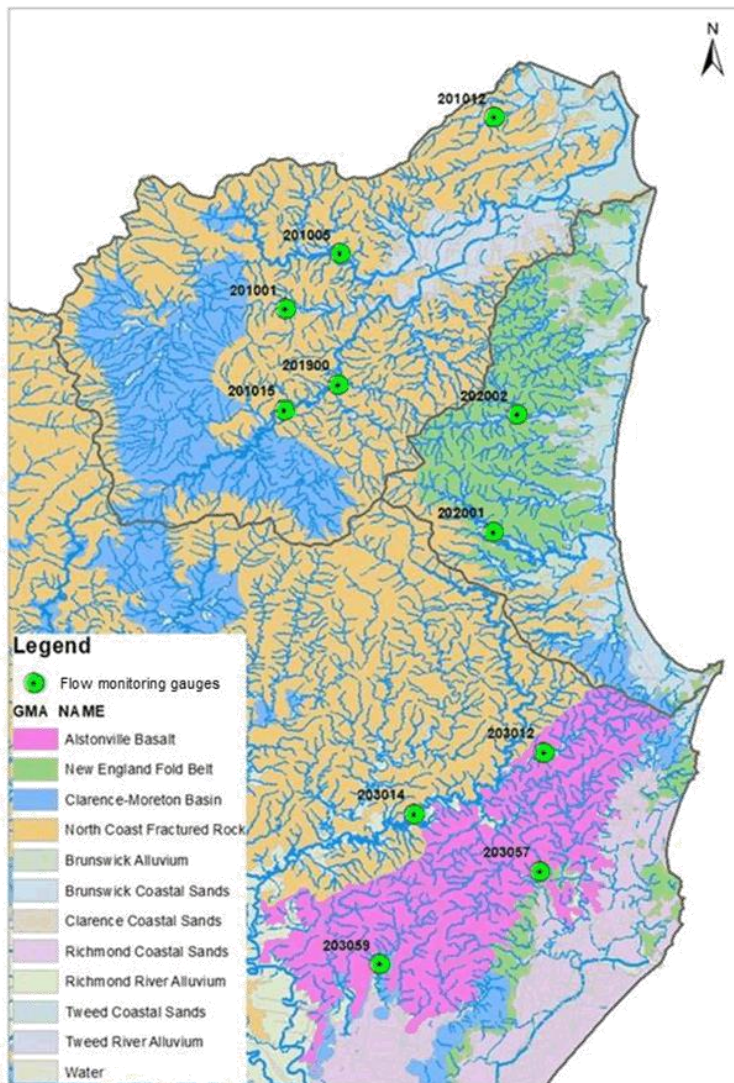 N
201012
201005
201001
201900
201015
202002
202001
Legend
Flow monitoring gauges
GMA NAME
Alstonville Basalt
New England Fold Belt
Clarence-Moreton Basin
North Coast Fractured Rock
Brunswick Alluvium
Brunswick Coastal Sands
Clarence Coastal Sands
Richmond Coastal Sands
Richmond River Alluvium
Tweed Coastal Sands
Tweed River Alluvium
Water
203012
203014
203057
203059